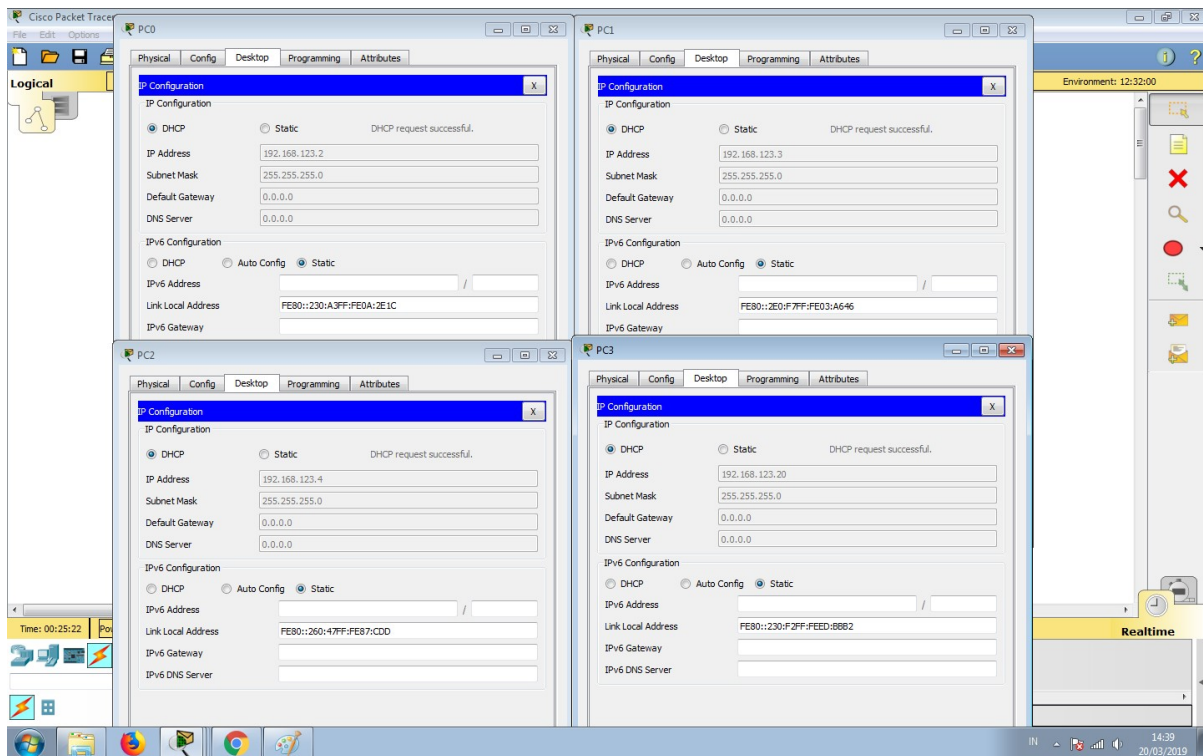 Cisco Packet Tracer
File Edit Options
Logical
Environment: 12:32:00
PC0
Physical Config Desktop Programming Attributes
IP Configuration X
IP Configuration
DHCP Static DHCP request successful.
IP Address 192.168.123.2
Subnet Mask 255.255.255.0
Default Gateway 0.0.0.0
DNS Server 0.0.0.0
IPv6 Configuration
DHCP Auto Config Static
IPv6 Address /
Link Local Address FE80::230:A3FF:FE0A:2E1C
IPv6 Gateway
PC1
Physical Config Desktop Programming Attributes
IP Configuration X
IP Configuration
DHCP Static DHCP request successful.
IP Address 192.168.123.3
Subnet Mask 255.255.255.0
Default Gateway 0.0.0.0
DNS Server 0.0.0.0
IPv6 Configuration
DHCP Auto Config Static
IPv6 Address /
Link Local Address FE80::2E0:F7FF:FE03:A646
IPv6 Gateway
PC2
Physical Config Desktop Programming Attributes
IP Configuration X
IP Configuration
DHCP Static DHCP request successful.
IP Address 192.168.123.4
Subnet Mask 255.255.255.0
Default Gateway 0.0.0.0
DNS Server 0.0.0.0
IPv6 Configuration
DHCP Auto Config Static
IPv6 Address /
Link Local Address FE80::260:47FF:FE87:CDD
IPv6 Gateway
IPv6 DNS Server
PC3
Physical Config Desktop Programming Attributes
IP Configuration X
IP Configuration
DHCP Static DHCP request successful.
IP Address 192.168.123.20
Subnet Mask 255.255.255.0
Default Gateway 0.0.0.0
DNS Server 0.0.0.0
IPv6 Configuration
DHCP Auto Config Static
IPv6 Address /
Link Local Address FE80::230:F2FF:FEED:BBB2
IPv6 Gateway
IPv6 DNS Server
Time: 00:25:22 Pow
Realtime
IN
14:39
20/03/2019